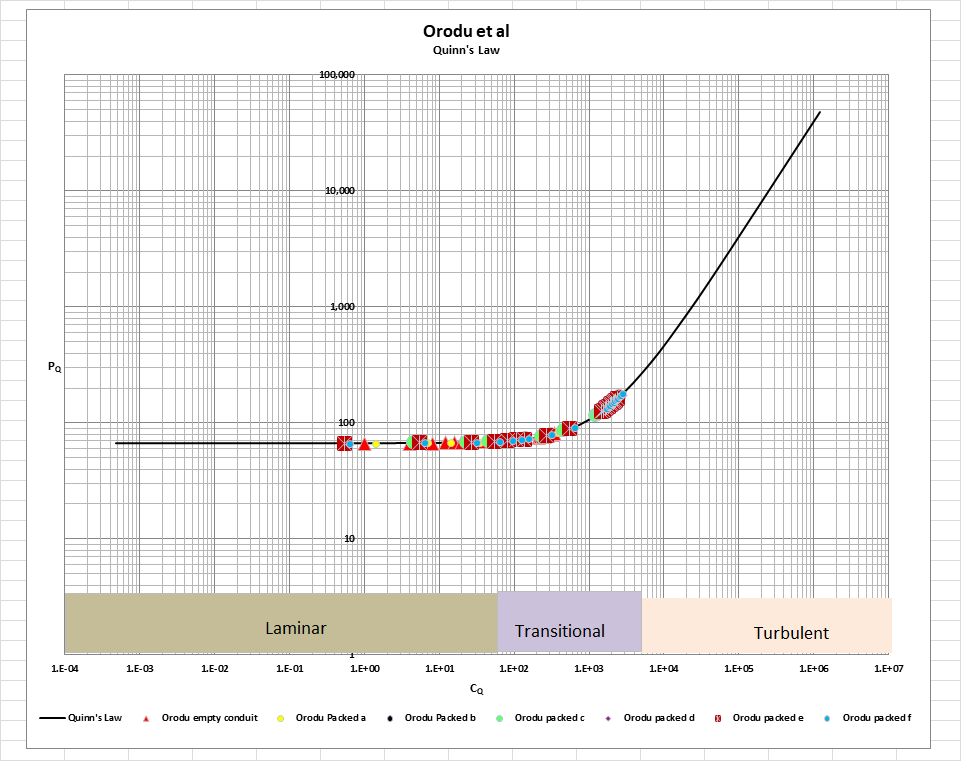 Orodu et al
Quinn's Law
100,000
10,000
1,000
P_Q
100
10
Laminar
Transitional
Turbulent
1
1.E-04 1.E-03 1.E-02 1.E-01 1.E+00 1.E+01 1.E+02 1.E+03 1.E+04 1.E+05 1.E+06 1.E+07
C_Q
Quinn's Law Orodu empty conduit Orodu Packed a Orodu Packed b Orodu packed c Orodu packed d Orodu packed e Orodu packed f